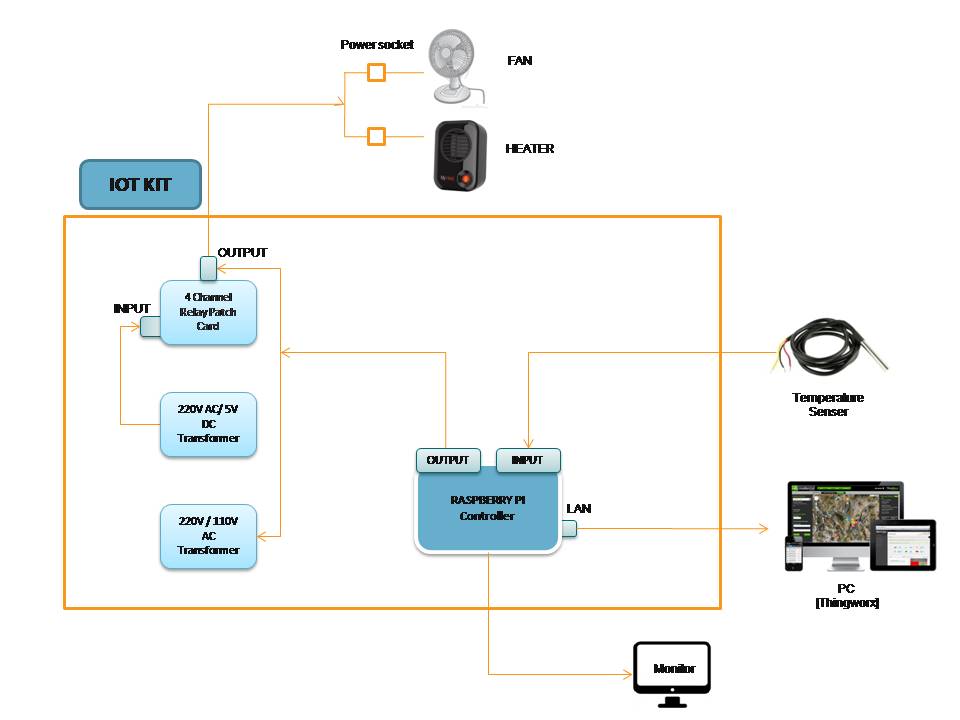 Power socket
FAN
HEATER
IOT KIT
OUTPUT
4 Channel
Relay Patch
Card
INPUT
220V AC/ 5V
DC
Transformer
Temperature
Senser
OUTPUT
INPUT
RASPBERRY PI
Controller
LAN
220V / 110V
AC
Transformer
PC
[Thingworx]
Monitor